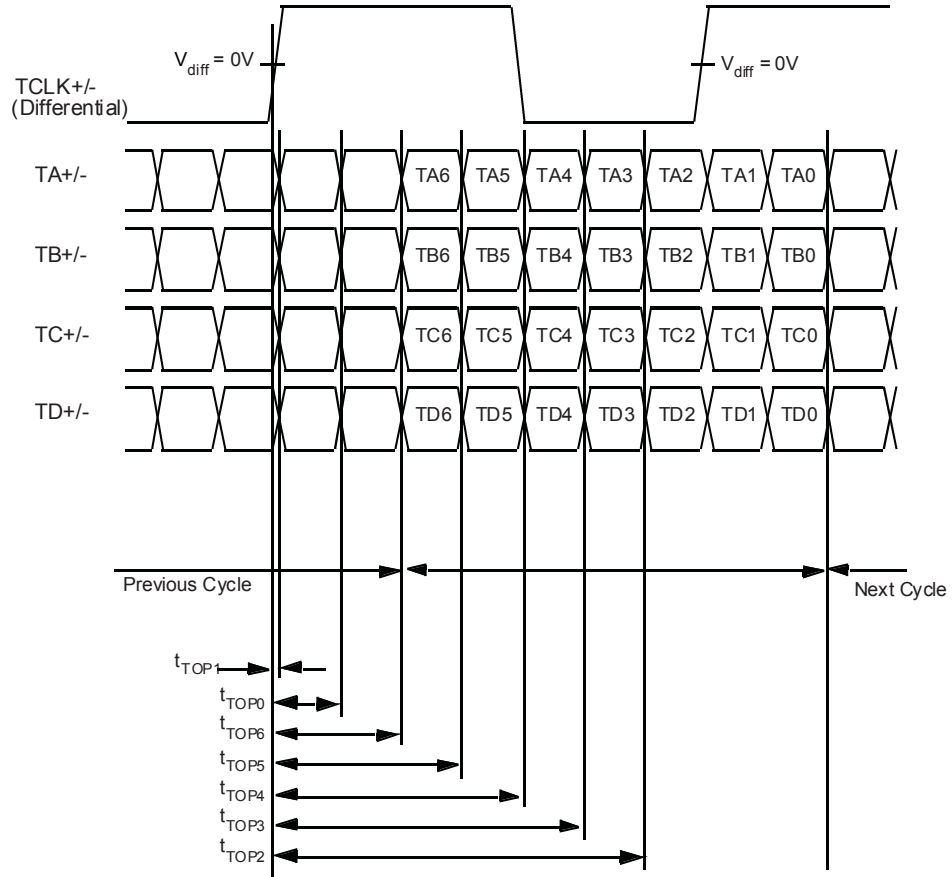 V_diff = 0V
V_diff = 0V
TCLK+/-
(Differential)
TA+/-
TA6 TA5 TA4 TA3 TA2 TA1 TA0
TB+/-
TB6 TB5 TB4 TB3 TB2 TB1 TB0
TC+/-
TC6 TC5 TC4 TC3 TC2 TC1 TC0
TD+/-
TD6 TD5 TD4 TD3 TD2 TD1 TD0
Previous Cycle
Next Cycle
t_TOP1
t_TOP0
t_TOP6
t_TOP5
t_TOP4
t_TOP3
t_TOP2